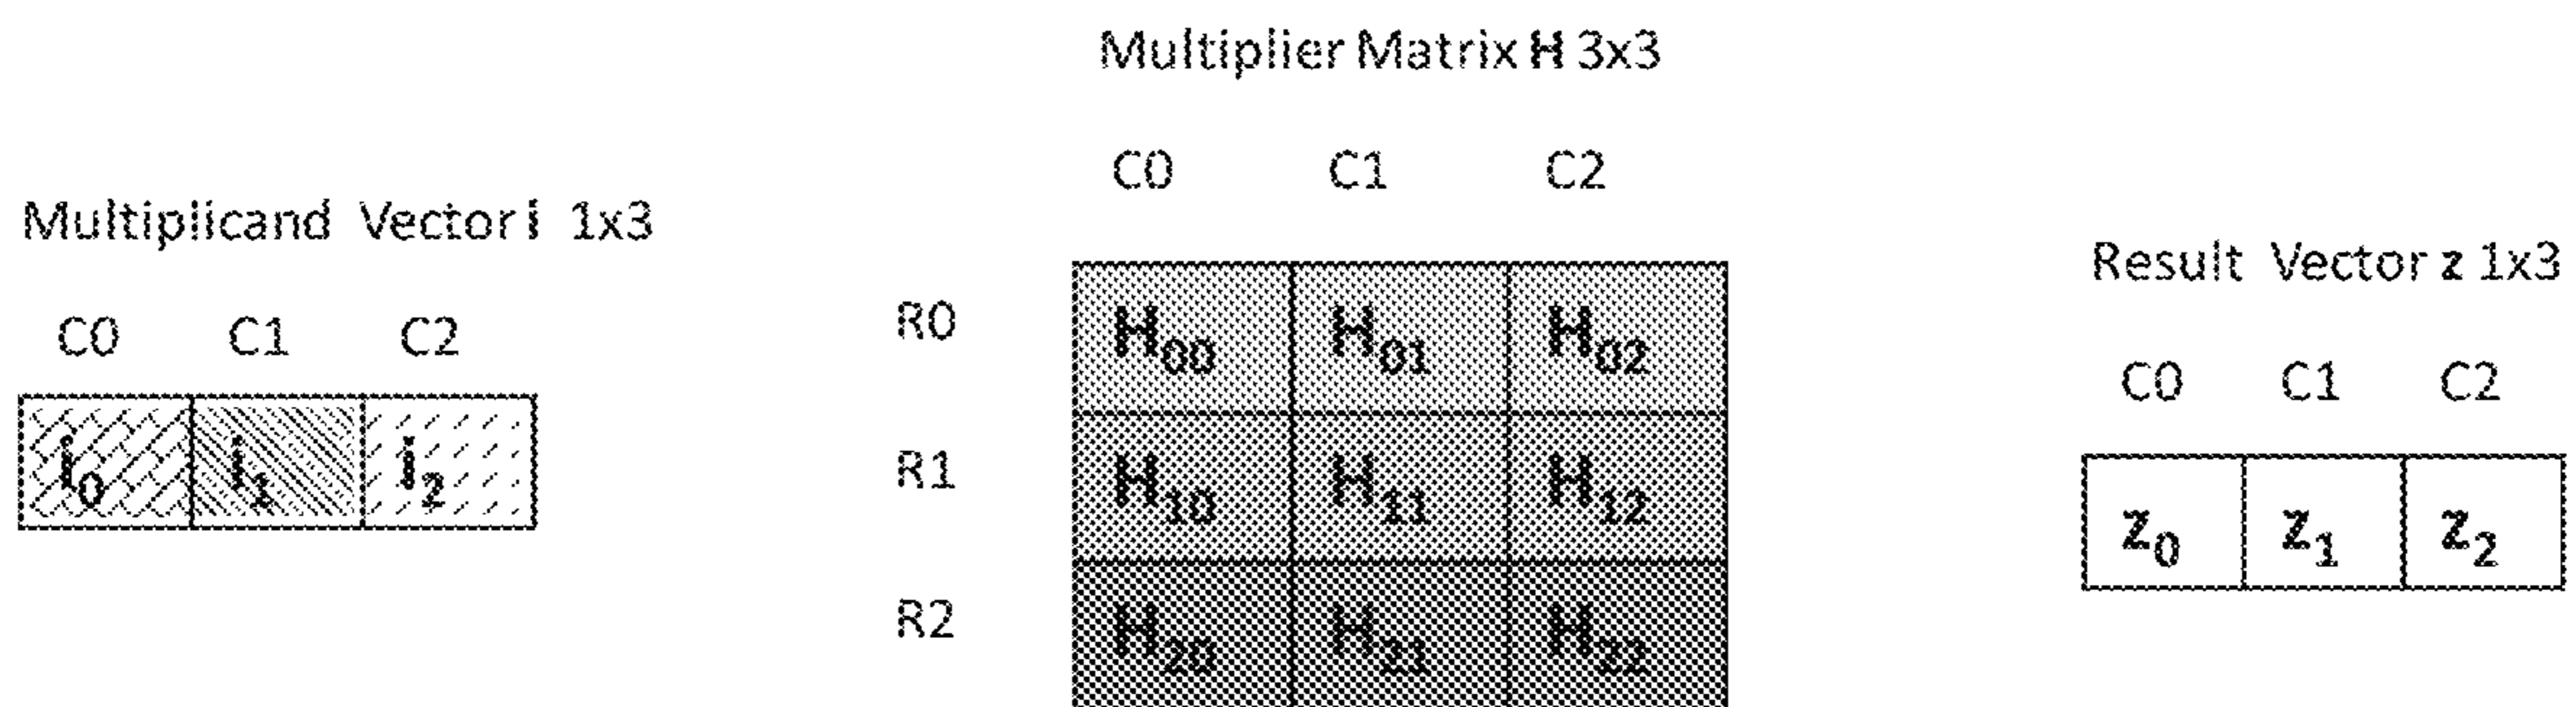 Multiplier Matrix H 3x3
C0 C1 C2
Multiplicand Vector i 1x3
Result Vector z 1x3
C0 C1 C2
R0 H00 H01 H02
C0 C1 C2
i0 i1 i2
R1 H10 H11 H12
z0 z1 z2
R2 H20 H21 H22